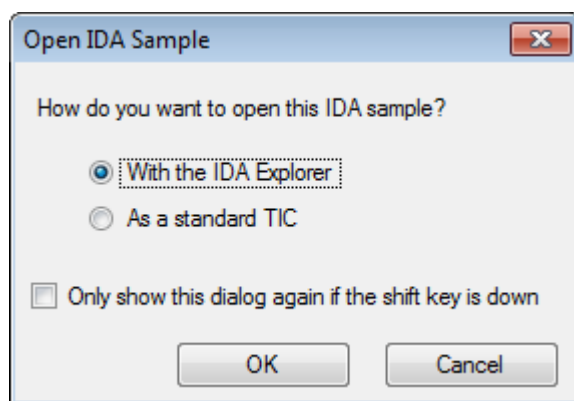 Open IDA Sample
How do you want to open this IDA sample?
With the IDA Explorer
As a standard TIC
Only show this dialog again if the shift key is down
OK Cancel